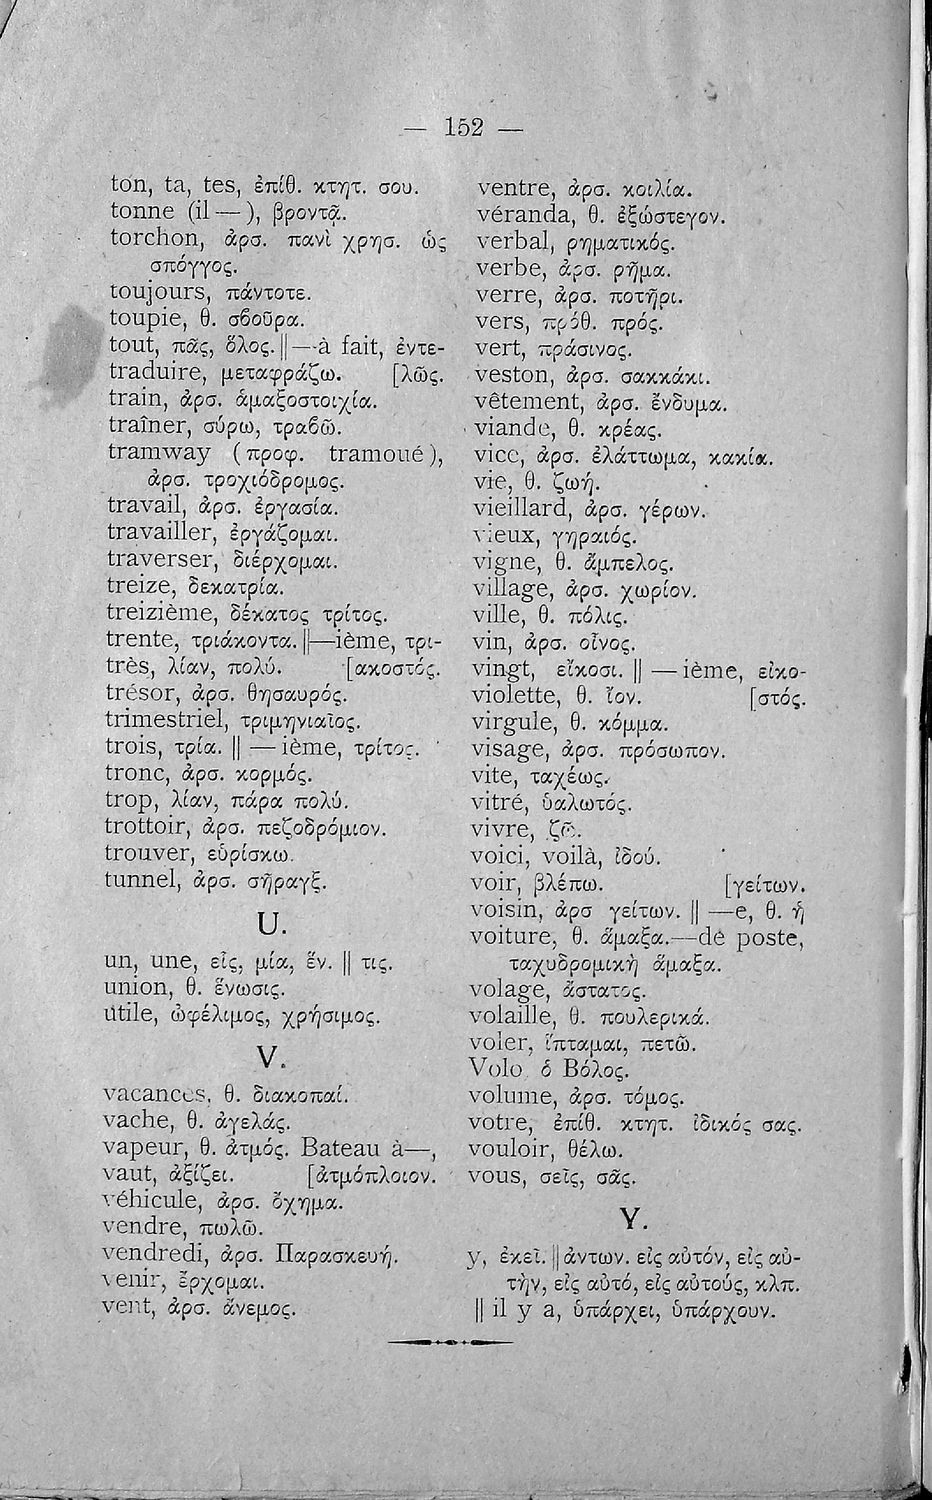 — 152 —
ton, ta, tes, ἐπίθ. κτητ. σου.
tonne (il — ), βροντᾷ.
torchon, ἀρσ. πανὶ χρησ. ὡς
σπόγγος.
toujours, πάντοτε.
toupie, θ. σϐοῦρα.
tout, πᾶς, ὅλος. || — à fait, ἐντε-
traduire, μεταφράζω. [λῶς.
train, ἀρσ. ἁμαξοστοιχία.
traîner, σύρω, τραϐῶ.
tramway (προφ. tramoué),
ἀρσ. τροχιόδρομος.
travail, ἀρσ. ἐργασία.
travailler, ἐργάζομαι.
traverser, διέρχομαι.
treize, δεκατρία.
treizième, δέκατος τρίτος.
trente, τριάκοντα. || —ième, τρι-
très, λίαν, πολύ. [ακοστός.
trésor, ἀρσ. θησαυρός.
trimestriel, τριμηνιαῖος.
trois, τρία. || — ième, τρίτος.
tronc, ἀρσ. κορμός.
trop, λίαν, πάρα πολύ.
trottoir, ἀρσ. πεζοδρόμιον.
trouver, εὑρίσκω.
tunnel, ἀρσ. σῆραγξ.
U.
un, une, εἷς, μία, ἕν. || τις.
union, θ. ἕνωσις.
utile, ὠφέλιμος, χρήσιμος.
V.
vacances, θ. διακοπαί.
vache, θ. ἀγελάς.
vapeur, θ. ἀτμός. Bateau à—,
vaut, ἀξίζει. [ἀτμόπλοιον.
véhicule, ἀρσ. ὄχημα.
vendre, πωλῶ.
vendredi, ἀρσ. Παρασκευή.
venir, ἔρχομαι.
vent, ἀρσ. ἄνεμος.
ventre, ἀρσ. κοιλία.
véranda, θ. ἐξώστεγον.
verbal, ρηματικός.
verbe, ἀρσ. ρῆμα.
verre, ἀρσ. ποτῆρι.
vers, πρόθ. πρός.
vert, πράσινος.
veston, ἀρσ. σακκάκι.
vêtement, ἀρσ. ἔνδυμα.
viande, θ. κρέας.
vice, ἀρσ. ἐλάττωμα, κακία.
vie, θ. ζωή.
vieillard, ἀρσ. γέρων.
vieux, γηραιός.
vigne, θ. ἄμπελος.
village, ἀρσ. χωρίον.
ville, θ. πόλις.
vin, ἀρσ. οἶνος.
vingt, εἴκοσι. || — ième, εἰκο-
violette, θ. ἴον. [στός.
virgule, θ. κόμμα.
visage, ἀρσ. πρόσωπον.
vite, ταχέως.
vitré, ὑαλωτός.
vivre, ζῶ.
voici, voilà, ἰδού.
voir, βλέπω. [γείτων.
voisin, ἀρσ γείτων. || —e, θ. ἡ
voiture, θ. ἅμαξα.—de poste,
ταχυδρομικὴ ἅμαξα.
volage, ἄστατος.
volaille, θ. πουλερικά.
voler, ἵπταμαι, πετῶ.
Volo, ὁ Βόλος.
volume, ἀρσ. τόμος.
votre, ἐπίθ. κτητ. ἰδικός σας.
vouloir, θέλω.
vous, σεῖς, σᾶς.
Y.
y, ἐκεῖ. || ἀντων. εἰς αὐτόν, εἰς αὐ-
τὴν, εἰς αὐτό, εἰς αὐτούς, κλπ.
|| il y a, ὑπάρχει, ὑπάρχουν.